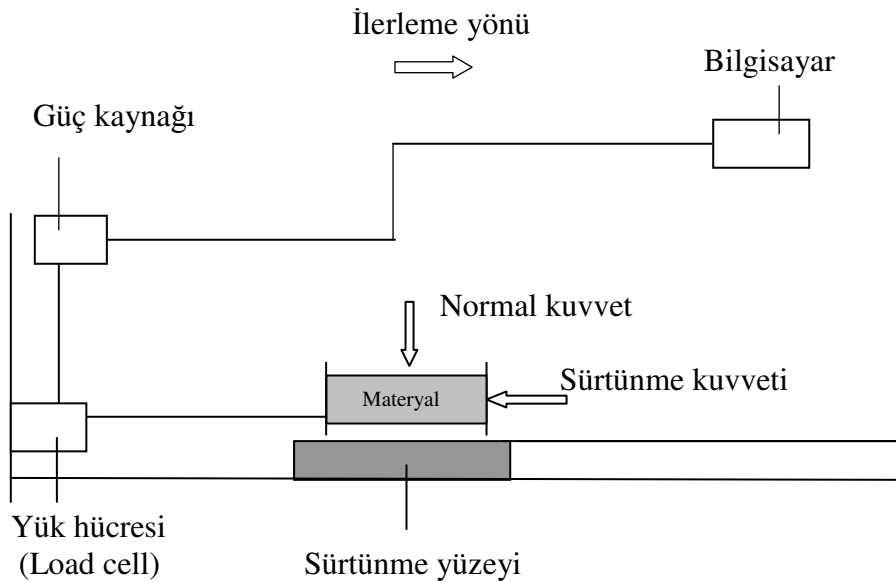 İlerleme yönü
Bilgisayar
Güç kaynağı
Normal kuvvet
Sürtünme kuvveti
Materyal
Yük hücresi
(Load cell)
Sürtünme yüzeyi